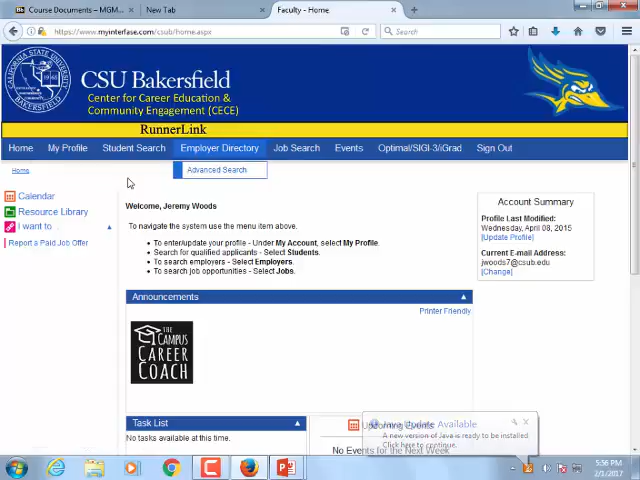 Course Documents – MGM...
New Tab
Faculty - Home
https://www.myinterfase.com/csub/home.aspx
Search
CALIFORNIA STATE UNIVERSITY
BAKERSFIELD
CSU Bakersfield
Center for Career Education &
Community Engagement (CECE)
RunnerLink
Home
My Profile
Student Search
Employer Directory
Job Search
Events
Optimal/SIGI-3/iGrad
Sign Out
Advanced Search
Home
Calendar
Resource Library
I want to
Report a Paid Job Offer
Welcome, Jeremy Woods
To navigate the system use the menu item above.
• To enter/update your profile - Under My Account, select My Profile.
• Search for qualified applicants - Select Students.
• To search employers - Select Employers.
• To search job opportunities - Select Jobs.
Account Summary
Profile Last Modified:
Wednesday, April 08, 2015
[Update Profile]
Current E-mail Address:
jwoods7@csub.edu
[Change]
Announcements
Printer Friendly
THE
CAMPUS
CAREER
COACH
Task List
No tasks available at this time.
Upcoming Events
No Events for the Next Week
Java Update Available
A new version of Java is ready to be installed.
Click here to continue.
5:56 PM
2/1/2017